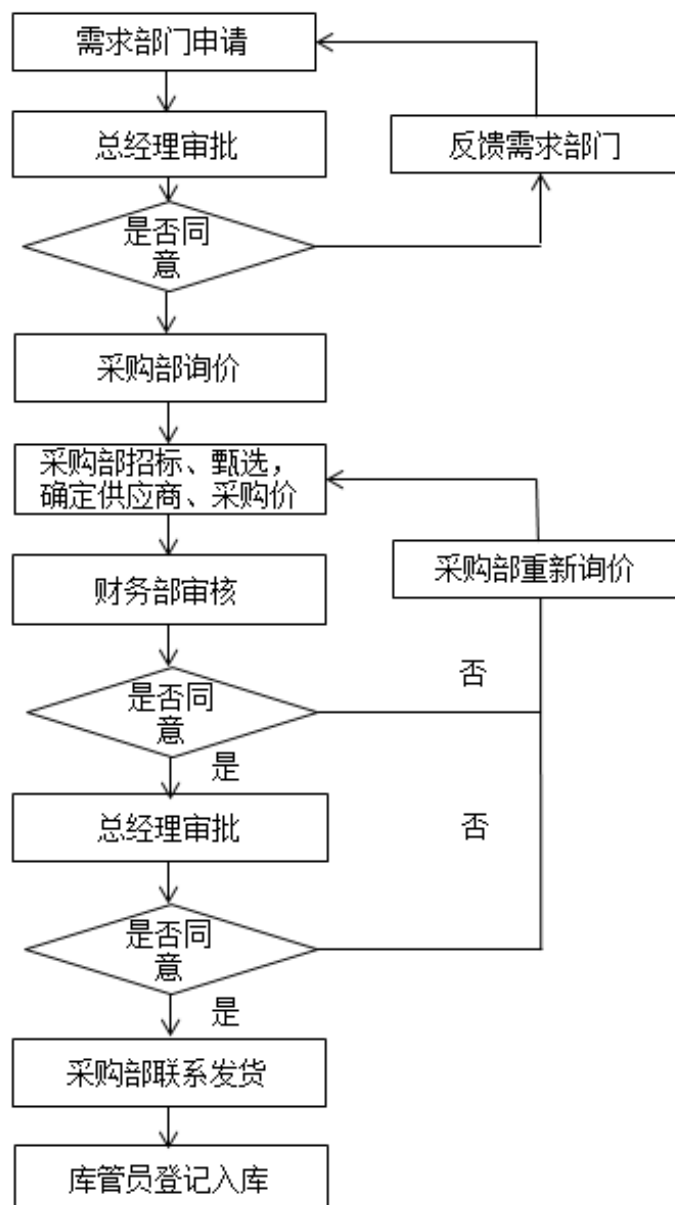 需求部门申请
总经理审批
反馈需求部门
是否同
意
采购部询价
采购部招标、甄选，
确定供应商、采购价
采购部重新询价
财务部审核
否
是否同
意
是
总经理审批
否
是否同
意
是
采购部联系发货
库管员登记入库